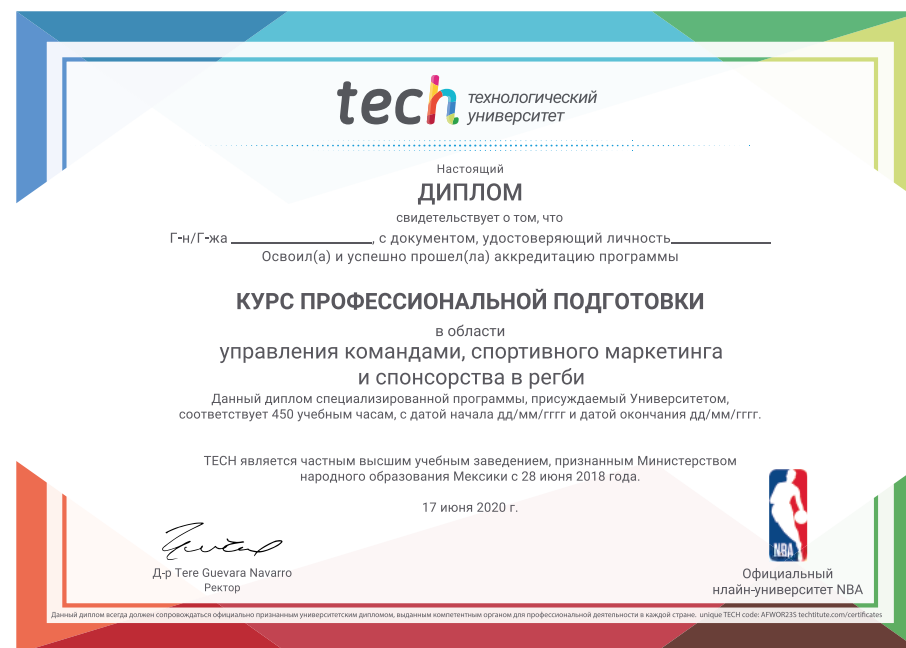 tech технологический
университет
Настоящий
ДИПЛОМ
свидетельствует о том, что
Г-н/Г-жа ________________, с документом, удостоверяющий личность____________
Освоил(а) и успешно прошел(ла) аккредитацию программы
КУРС ПРОФЕССИОНАЛЬНОЙ ПОДГОТОВКИ
в области
управления командами, спортивного маркетинга
и спонсорства в регби
Данный диплом специализированной программы, присуждаемый Университетом,
соответствует 450 учебным часам, с датой начала дд/мм/гггг и датой окончания дд/мм/гггг.
TECH является частным высшим учебным заведением, признанным Министерством
народного образования Мексики с 28 июня 2018 года.
17 июня 2020 г.
Д-р Tere Guevara Navarro
Ректор
NBA
Официальный
нлайн-университет NBA
Данный диплом всегда должен сопровождаться официально признанным университетским дипломом, выданным компетентным органом для профессиональной деятельности в каждой стране. unique TECH code: AFWOR235 techtitute.com/certificates